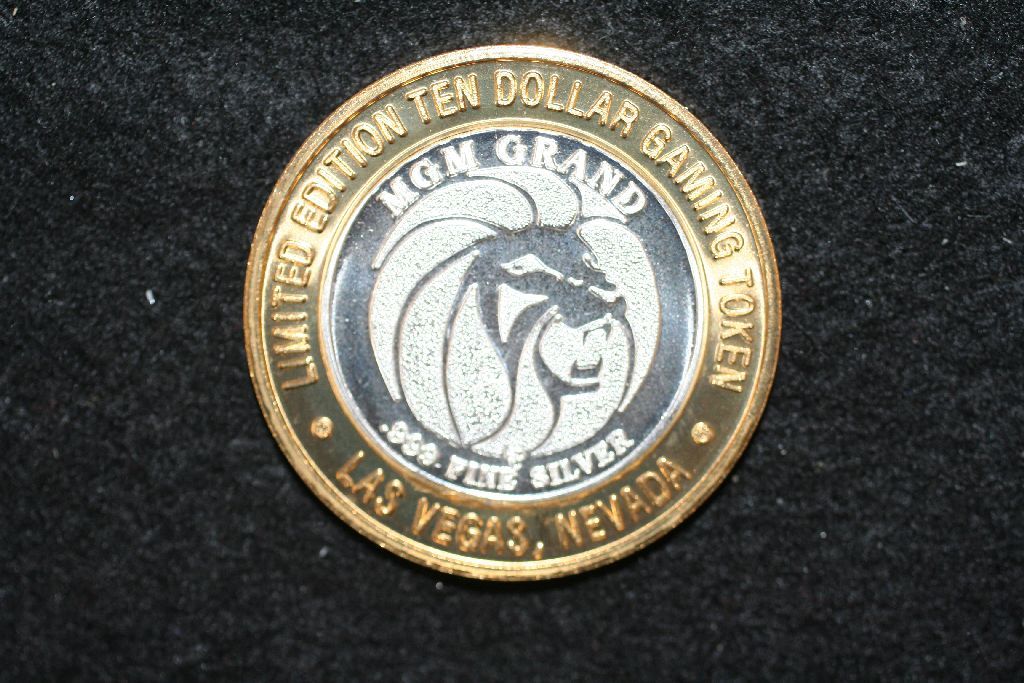 LIMITED EDITION TEN DOLLAR GAMING TOKEN
MGM GRAND
.999 FINE SILVER
LAS VEGAS, NEVADA